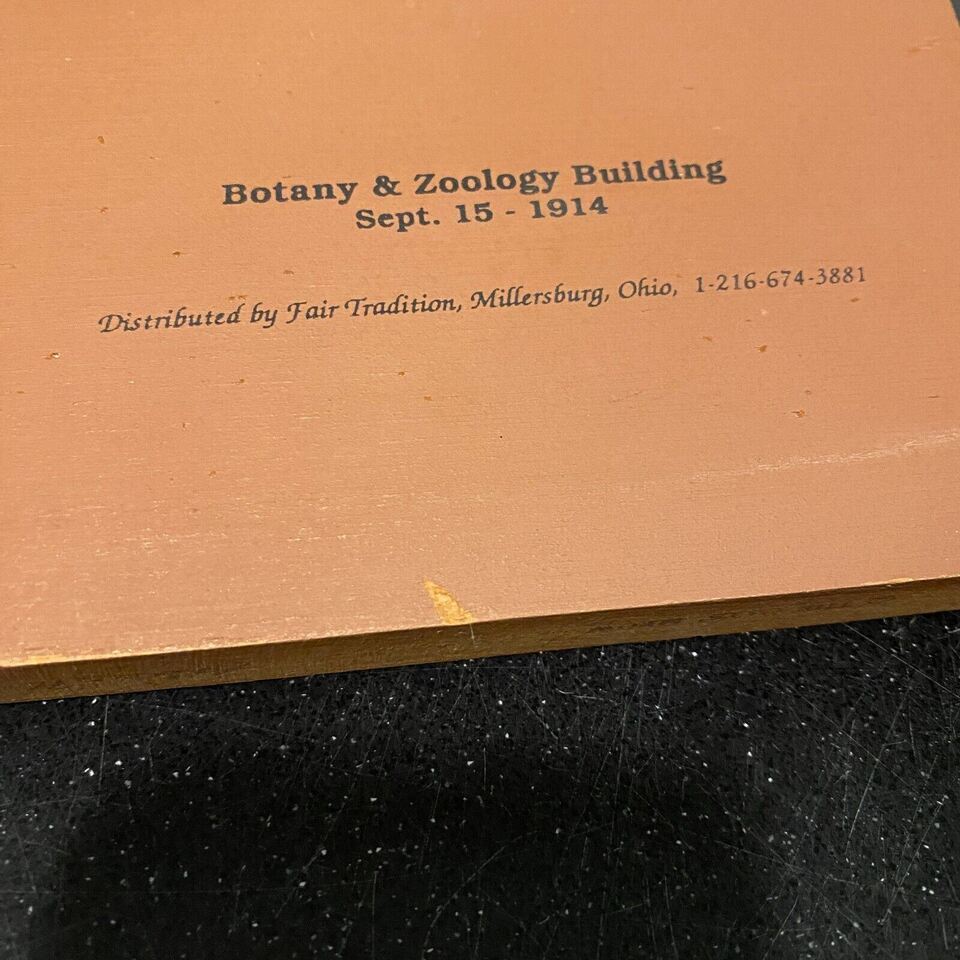 Botany & Zoology Building
Sept. 15 - 1914
Distributed by Fair Tradition, Millersburg, Ohio, 1-216-674-3881